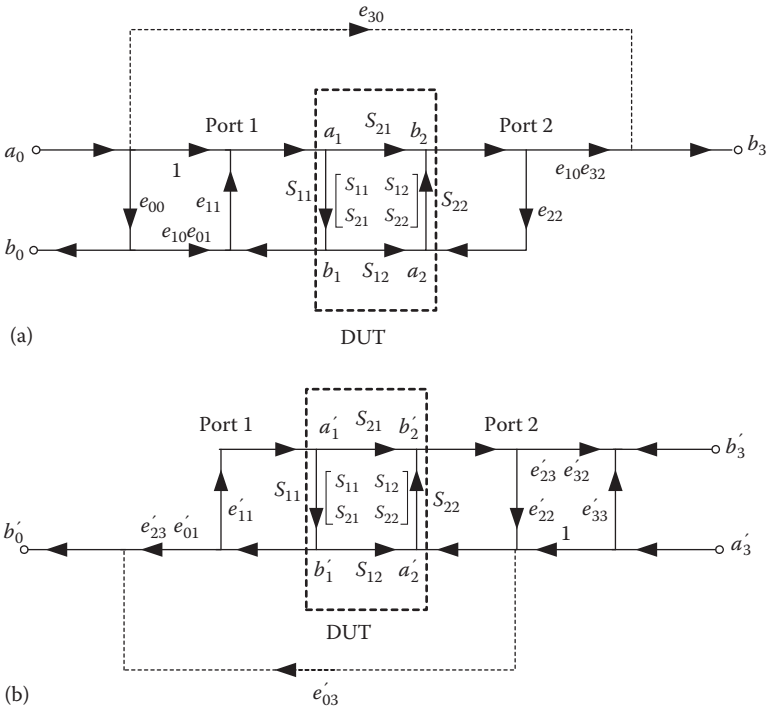 e30
Port 1
a1
S21
b2
Port 2
a0
b3
1
e10e32
e00
e11
S11
[S11 S12
S21 S22]
S22
e22
e10e01
b0
b1
S12
a2
(a)
DUT
Port 1
a′1
S21
b′2
Port 2
b′3
e′23 e′32
S11
[S11 S12
S21 S22]
S22
e′11
e′22
e′33
b′0
e′23 e′01
1
a′3
b′1
S12
a′2
DUT
(b)
e′03